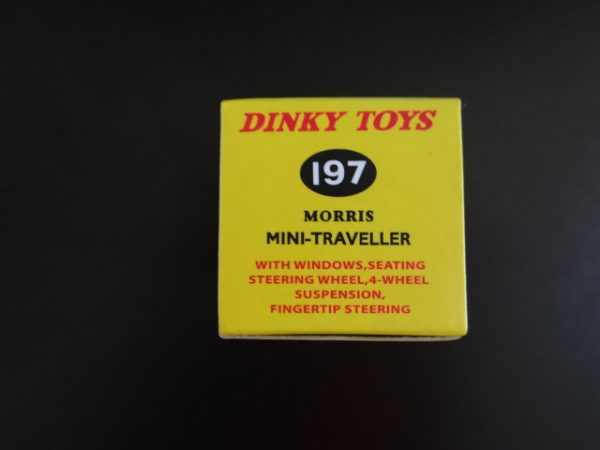 DINKY TOYS
197
MORRIS
MINI-TRAVELLER
WITH WINDOWS,SEATING
STEERING WHEEL,4-WHEEL
SUSPENSION,
FINGERTIP STEERING